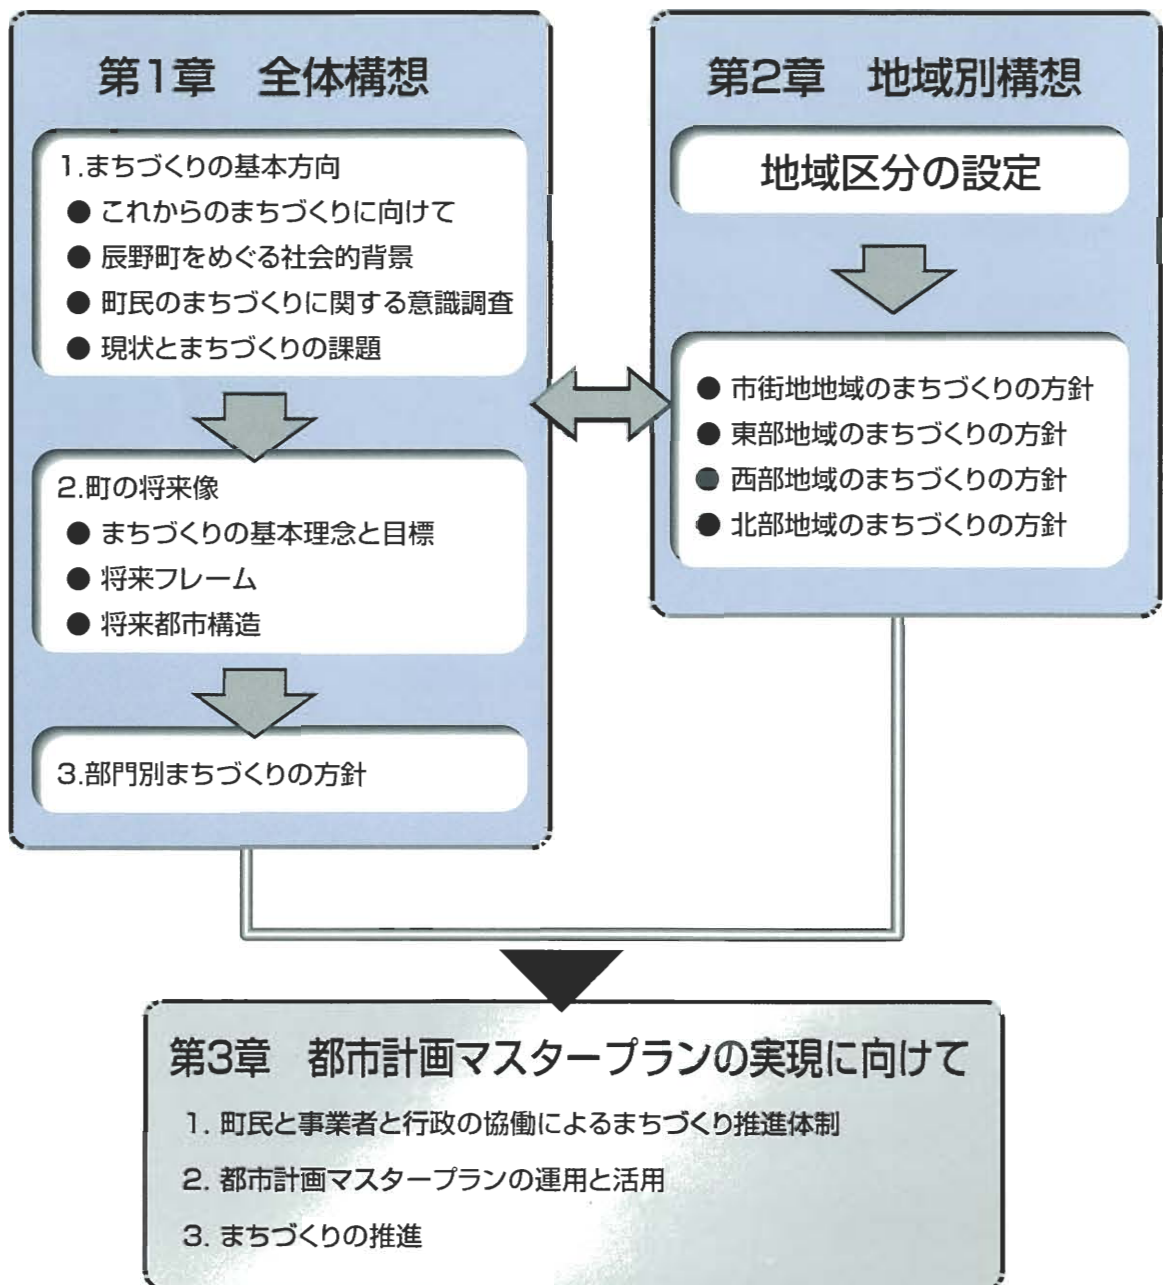 第1章　全体構想
1.まちづくりの基本方向
● これからのまちづくりに向けて
● 辰野町をめぐる社会的背景
● 町民のまちづくりに関する意識調査
● 現状とまちづくりの課題
2.町の将来像
● まちづくりの基本理念と目標
● 将来フレーム
● 将来都市構造
3.部門別まちづくりの方針
第2章　地域別構想
地域区分の設定
● 市街地地域のまちづくりの方針
● 東部地域のまちづくりの方針
● 西部地域のまちづくりの方針
● 北部地域のまちづくりの方針
第3章　都市計画マスタープランの実現に向けて
1. 町民と事業者と行政の協働によるまちづくり推進体制
2. 都市計画マスタープランの運用と活用
3. まちづくりの推進